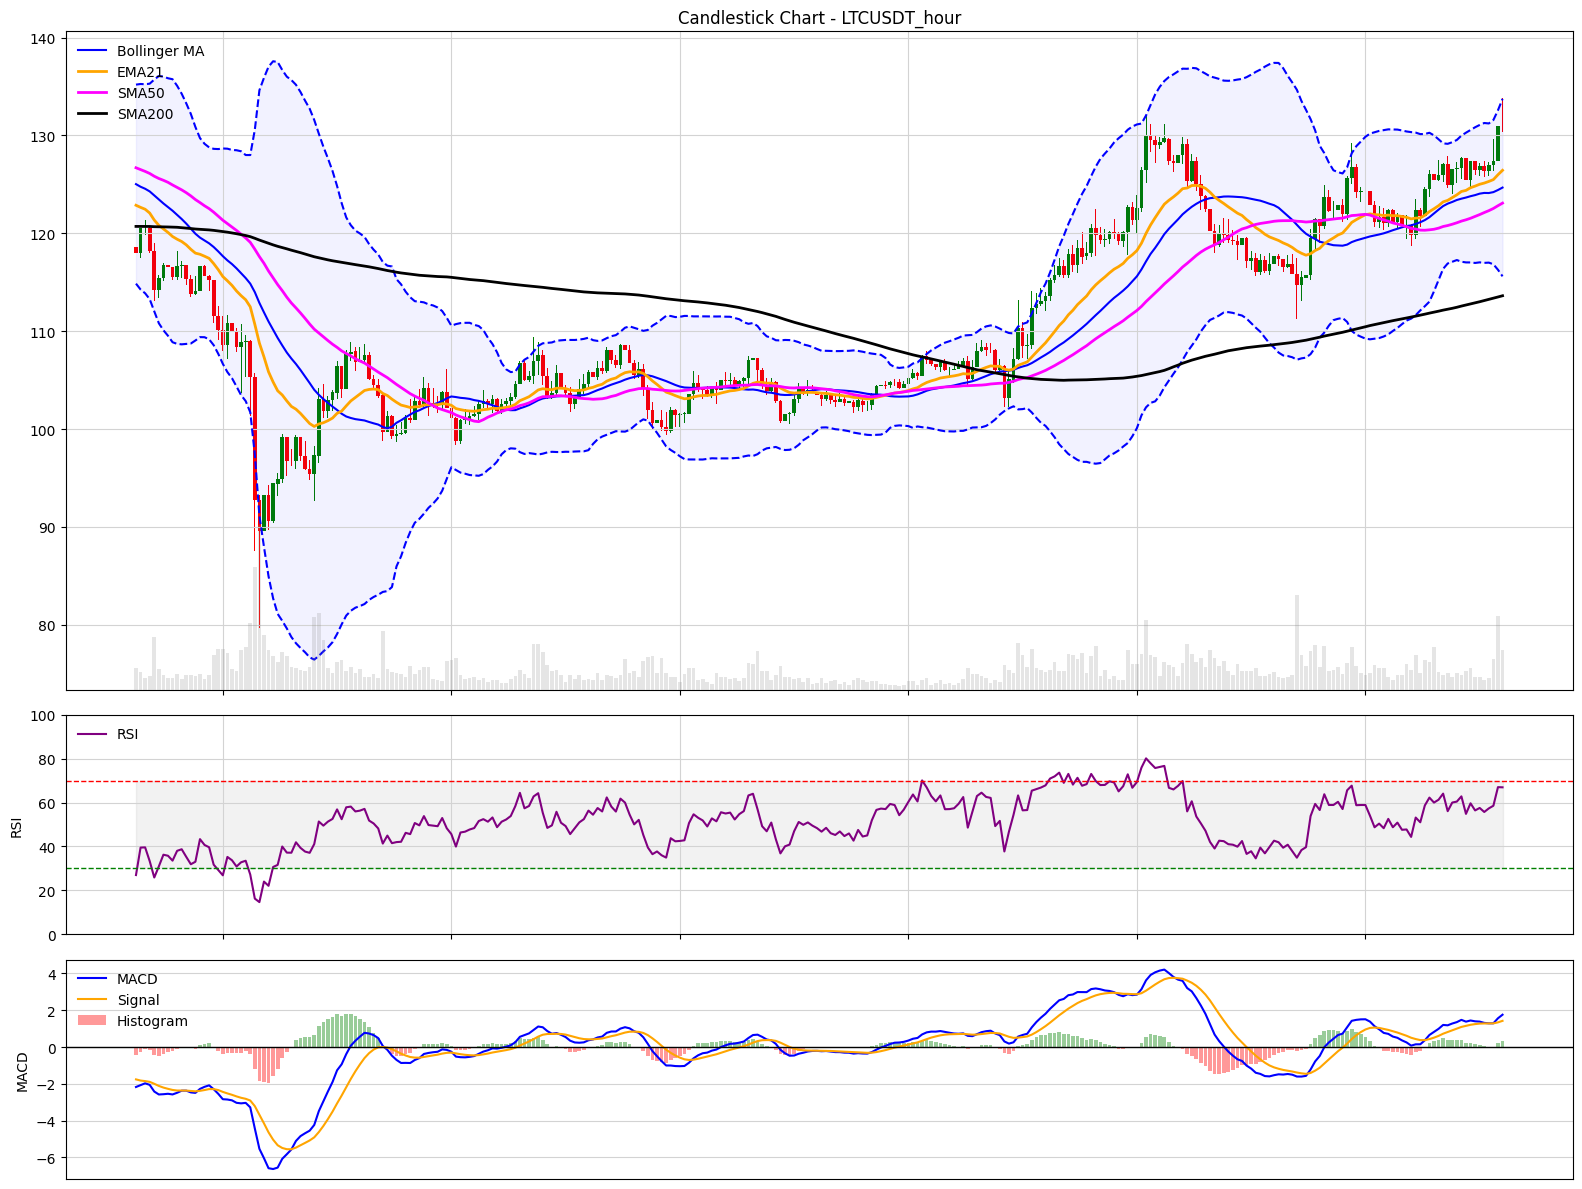 Candlestick Chart - LTCUSDT_hour
140
130
120
110
100
90
80
Bollinger MA
EMA21
SMA50
SMA200
100
80
60
40
20
0
RSI
RSI
4
2
0
−2
−4
−6
MACD
MACD
Signal
Histogram